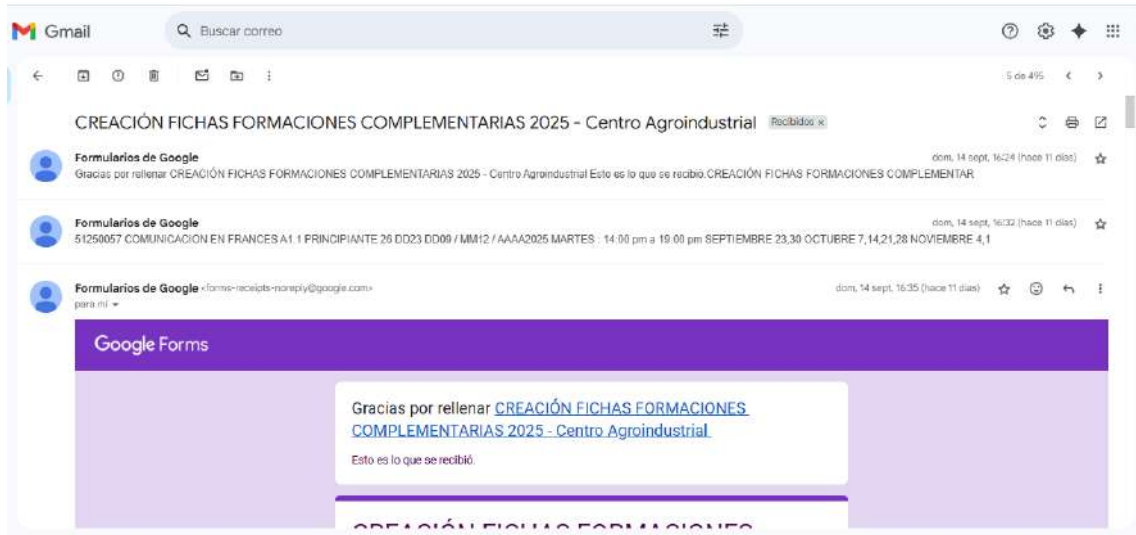 Gmail
Buscar correo
5 de 495
CREACIÓN FICHAS FORMACIONES COMPLEMENTARIAS 2025 - Centro Agroindustrial Recibidos x
Formularios de Google dom, 14 sept, 16:24 (hace 11 días)
Gracias por rellenar CREACIÓN FICHAS FORMACIONES COMPLEMENTARIAS 2025 - Centro Agroindustrial Esto es lo que se recibió.CREACIÓN FICHAS FORMACIONES COMPLEMENTAR
Formularios de Google dom, 14 sept, 16:32 (hace 11 días)
51250057 COMUNICACION EN FRANCES A1.1 PRINCIPIANTE 26 DD23 DD09 / MM12 / AAAA2025 MARTES : 14:00 pm a 19:00 pm SEPTIEMBRE 23,30 OCTUBRE 7,14,21,28 NOVIEMBRE 4,1
Formularios de Google <forms-receipts-noreply@google.com> dom, 14 sept, 16:35 (hace 11 días)
para mí
Google Forms
Gracias por rellenar CREACIÓN FICHAS FORMACIONES
COMPLEMENTARIAS 2025 - Centro Agroindustrial
Esto es lo que se recibió.
CREACIÓN FICHAS FORMACIONES